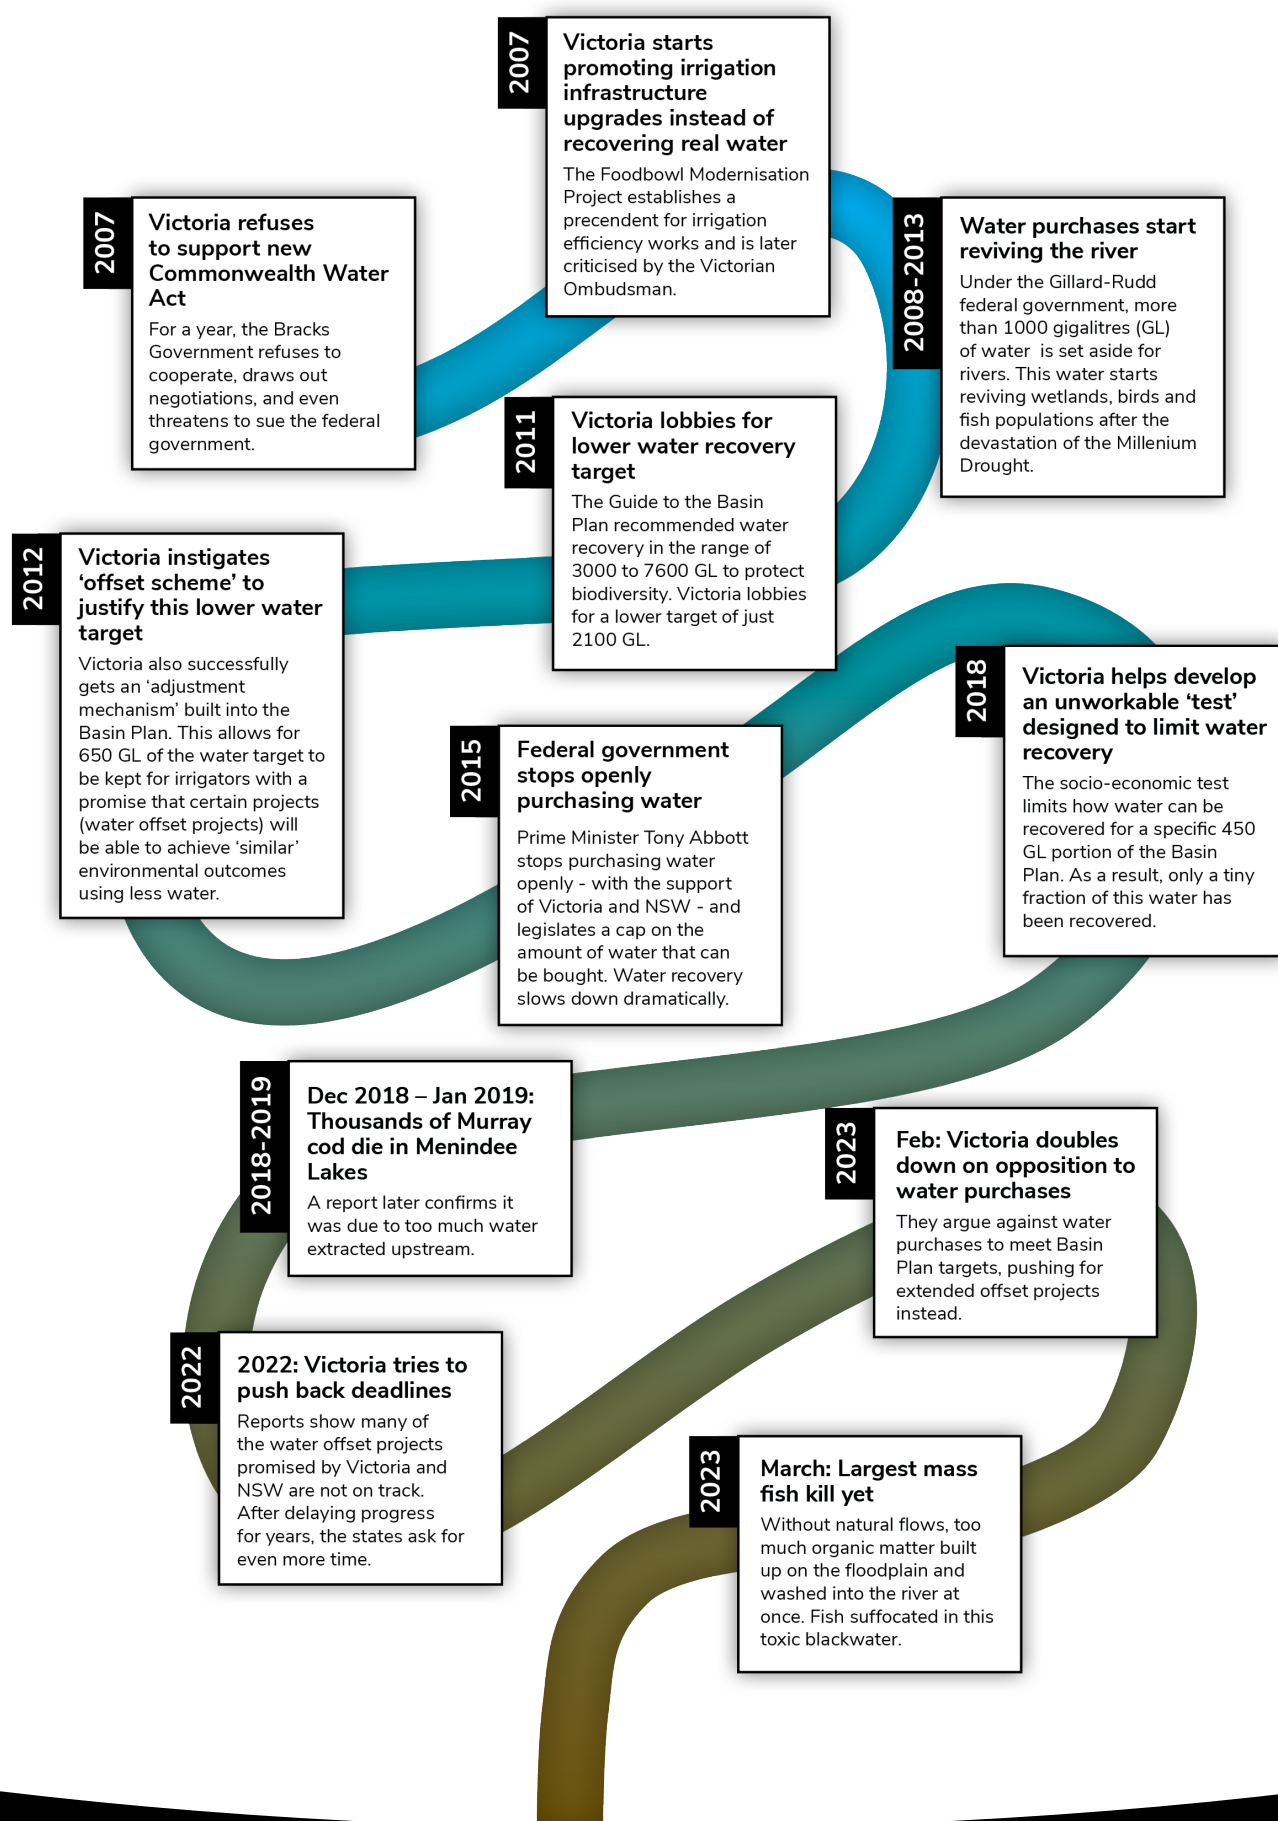 2007
Victoria refuses
to support new
Commonwealth Water
Act
For a year, the Bracks
Government refuses to
cooperate, draws out
negotiations, and even
threatens to sue the federal
government.
2007
Victoria starts
promoting irrigation
infrastructure
upgrades instead of
recovering real water
The Foodbowl Modernisation
Project establishes a
precendent for irrigation
efficiency works and is later
criticised by the Victorian
Ombudsman.
2008-2013
Water purchases start
reviving the river
Under the Gillard-Rudd
federal government, more
than 1000 gigalitres (GL)
of water is set aside for
rivers. This water starts
reviving wetlands, birds and
fish populations after the
devastation of the Millenium
Drought.
2011
Victoria lobbies for
lower water recovery
target
The Guide to the Basin
Plan recommended water
recovery in the range of
3000 to 7600 GL to protect
biodiversity. Victoria lobbies
for a lower target of just
2100 GL.
2012
Victoria instigates
‘offset scheme’ to
justify this lower water
target
Victoria also successfully
gets an ‘adjustment
mechanism’ built into the
Basin Plan. This allows for
650 GL of the water target to
be kept for irrigators with a
promise that certain projects
(water offset projects) will
be able to achieve ‘similar’
environmental outcomes
using less water.
2015
Federal government
stops openly
purchasing water
Prime Minister Tony Abbott
stops purchasing water
openly - with the support
of Victoria and NSW - and
legislates a cap on the
amount of water that can
be bought. Water recovery
slows down dramatically.
2018
Victoria helps develop
an unworkable ‘test’
designed to limit water
recovery
The socio-economic test
limits how water can be
recovered for a specific 450
GL portion of the Basin
Plan. As a result, only a tiny
fraction of this water has
been recovered.
2018-2019
Dec 2018 – Jan 2019:
Thousands of Murray
cod die in Menindee
Lakes
A report later confirms it
was due to too much water
extracted upstream.
2022
2022: Victoria tries to
push back deadlines
Reports show many of
the water offset projects
promised by Victoria and
NSW are not on track.
After delaying progress
for years, the states ask for
even more time.
2023
Feb: Victoria doubles
down on opposition to
water purchases
They argue against water
purchases to meet Basin
Plan targets, pushing for
extended offset projects
instead.
2023
March: Largest mass
fish kill yet
Without natural flows, too
much organic matter built
up on the floodplain and
washed into the river at
once. Fish suffocated in this
toxic blackwater.